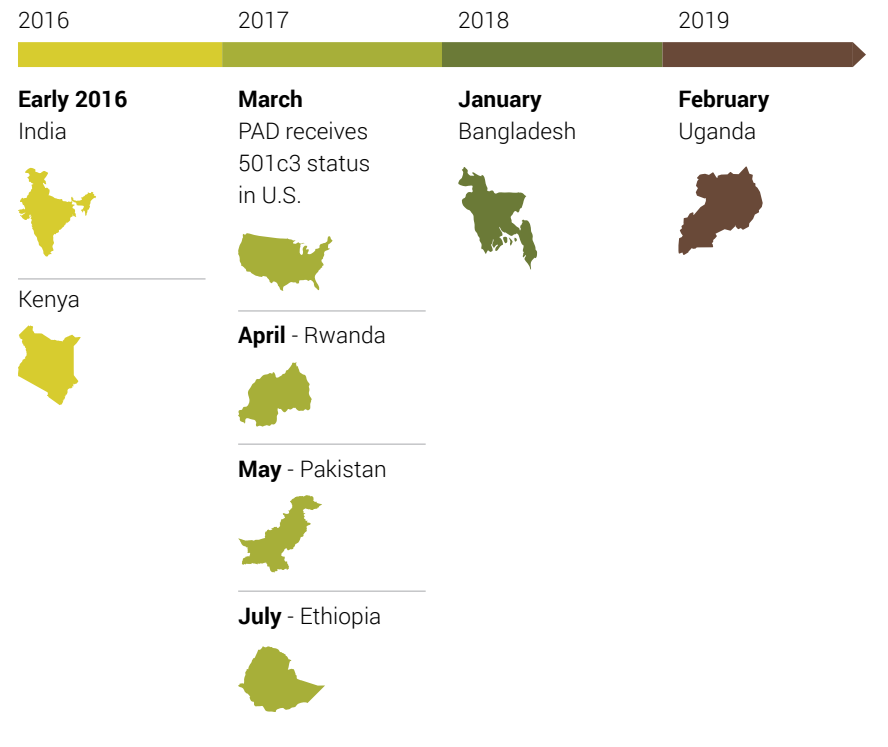 2016
2017
2018
2019
Early 2016
India
Kenya
March
PAD receives
501c3 status
in U.S.
April - Rwanda
May - Pakistan
July - Ethiopia
January
Bangladesh
February
Uganda